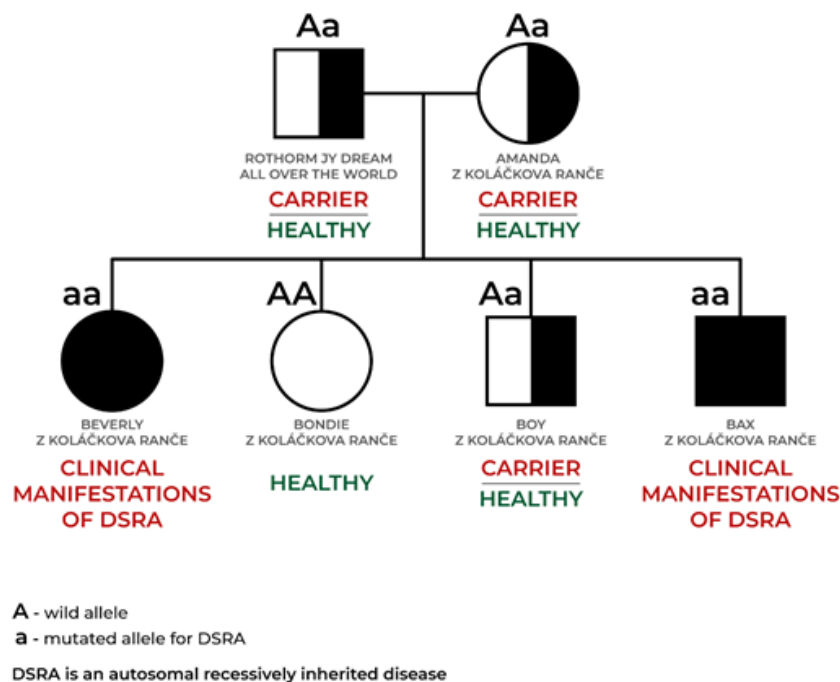 Aa
Aa
ROTHORM JY DREAM
ALL OVER THE WORLD
CARRIER
HEALTHY
AMANDA
Z KOLÁČKOVA RANČE
CARRIER
HEALTHY
aa
AA
Aa
aa
BEVERLY
Z KOLÁČKOVA RANČE
CLINICAL
MANIFESTATIONS
OF DSRA
BONDIE
Z KOLÁČKOVA RANČE
HEALTHY
BOY
Z KOLÁČKOVA RANČE
CARRIER
HEALTHY
BAX
Z KOLÁČKOVA RANČE
CLINICAL
MANIFESTATIONS
OF DSRA
A - wild allele
a - mutated allele for DSRA
DSRA is an autosomal recessively inherited disease